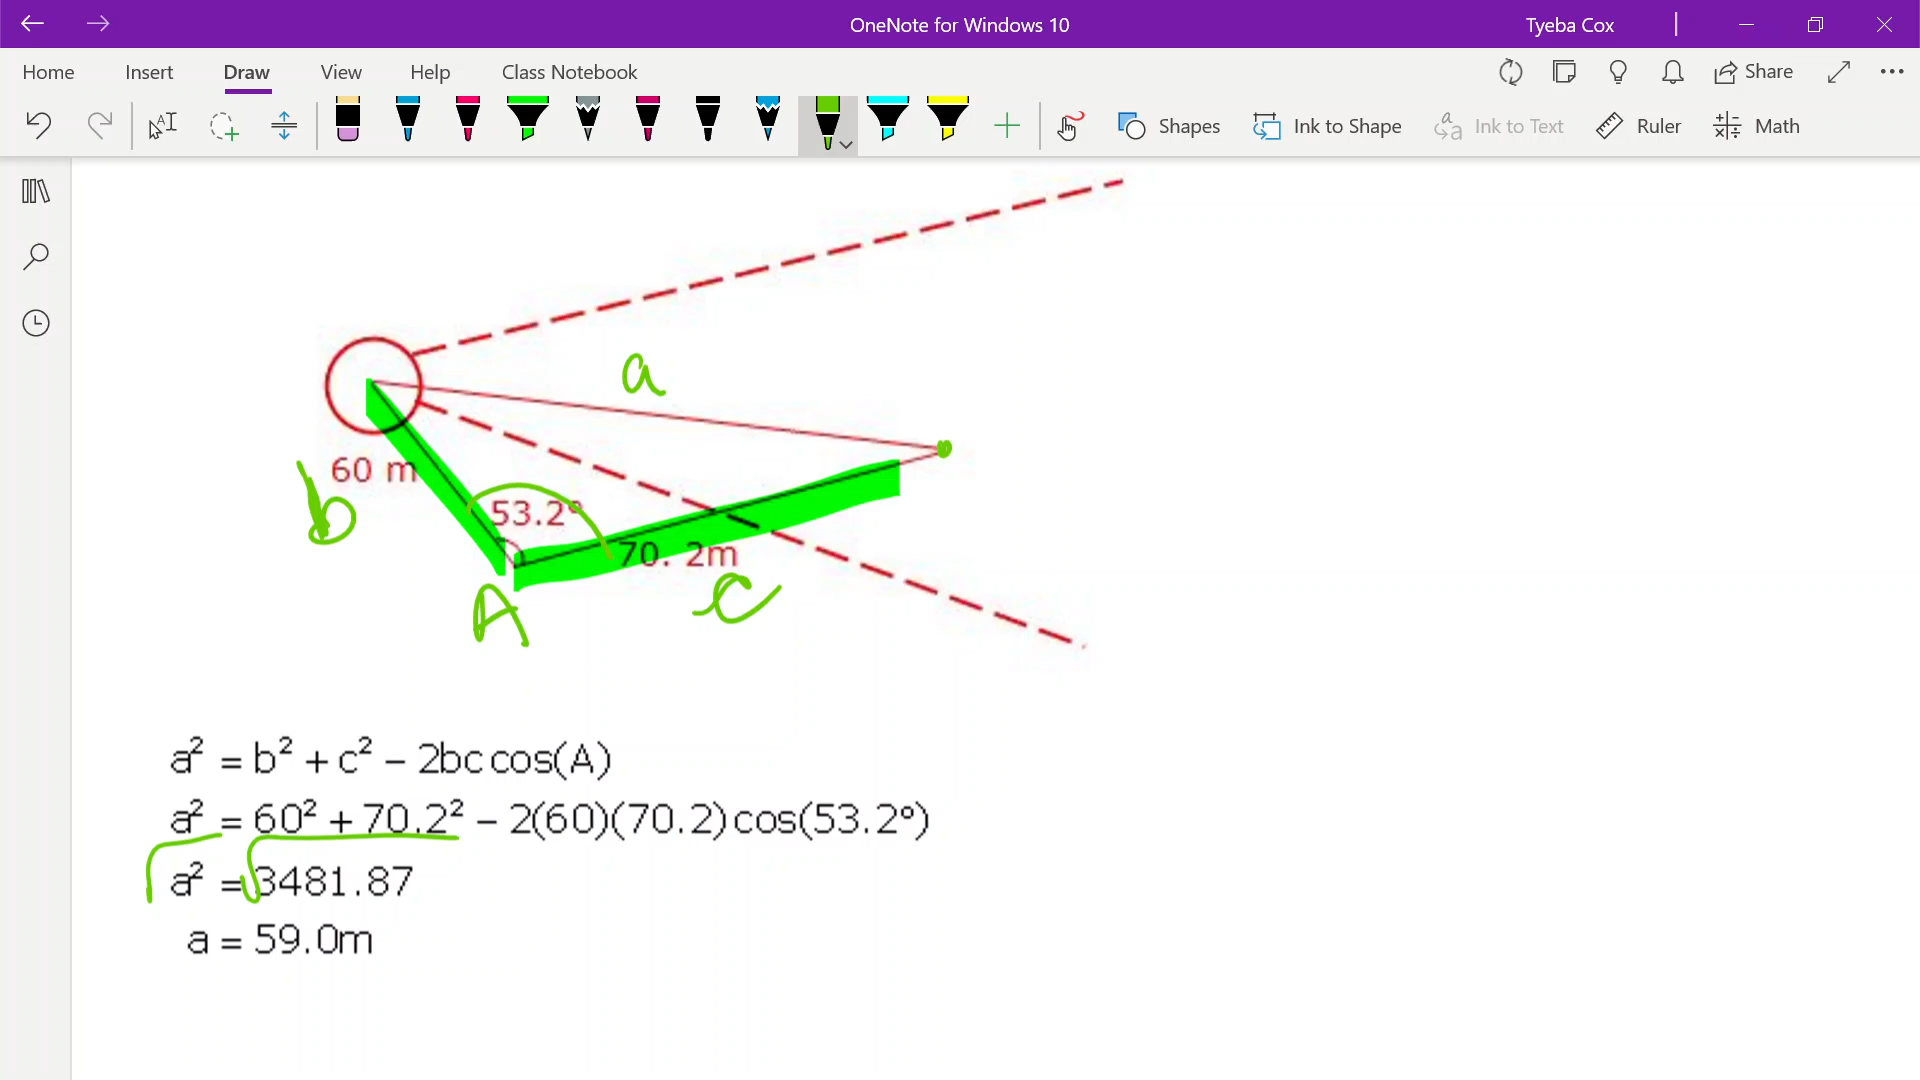 OneNote for Windows 10
Tyeba Cox
Home Insert Draw View Help Class Notebook
Share
Shapes Ink to Shape Ink to Text Ruler Math
a
60 m
b
53.2°
70. 2m
A
c
a² = b² + c² − 2bc cos(A)
a² = 60² + 70.2² − 2(60)(70.2)cos(53.2°)
a² = 3481.87
a = 59.0m